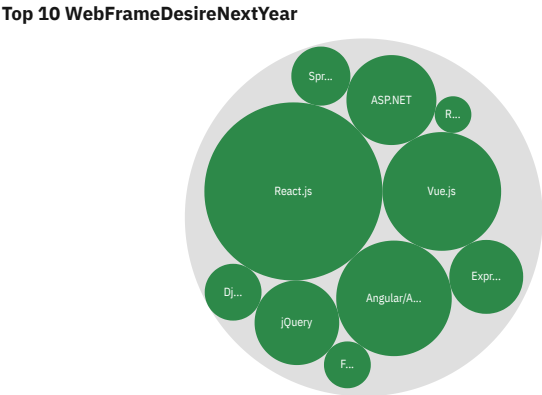 Top 10 WebFrameDesireNextYear
Spr...
ASP.NET
R...
React.js
Vue.js
Expr...
Dj...
Angular/A...
jQuery
F...